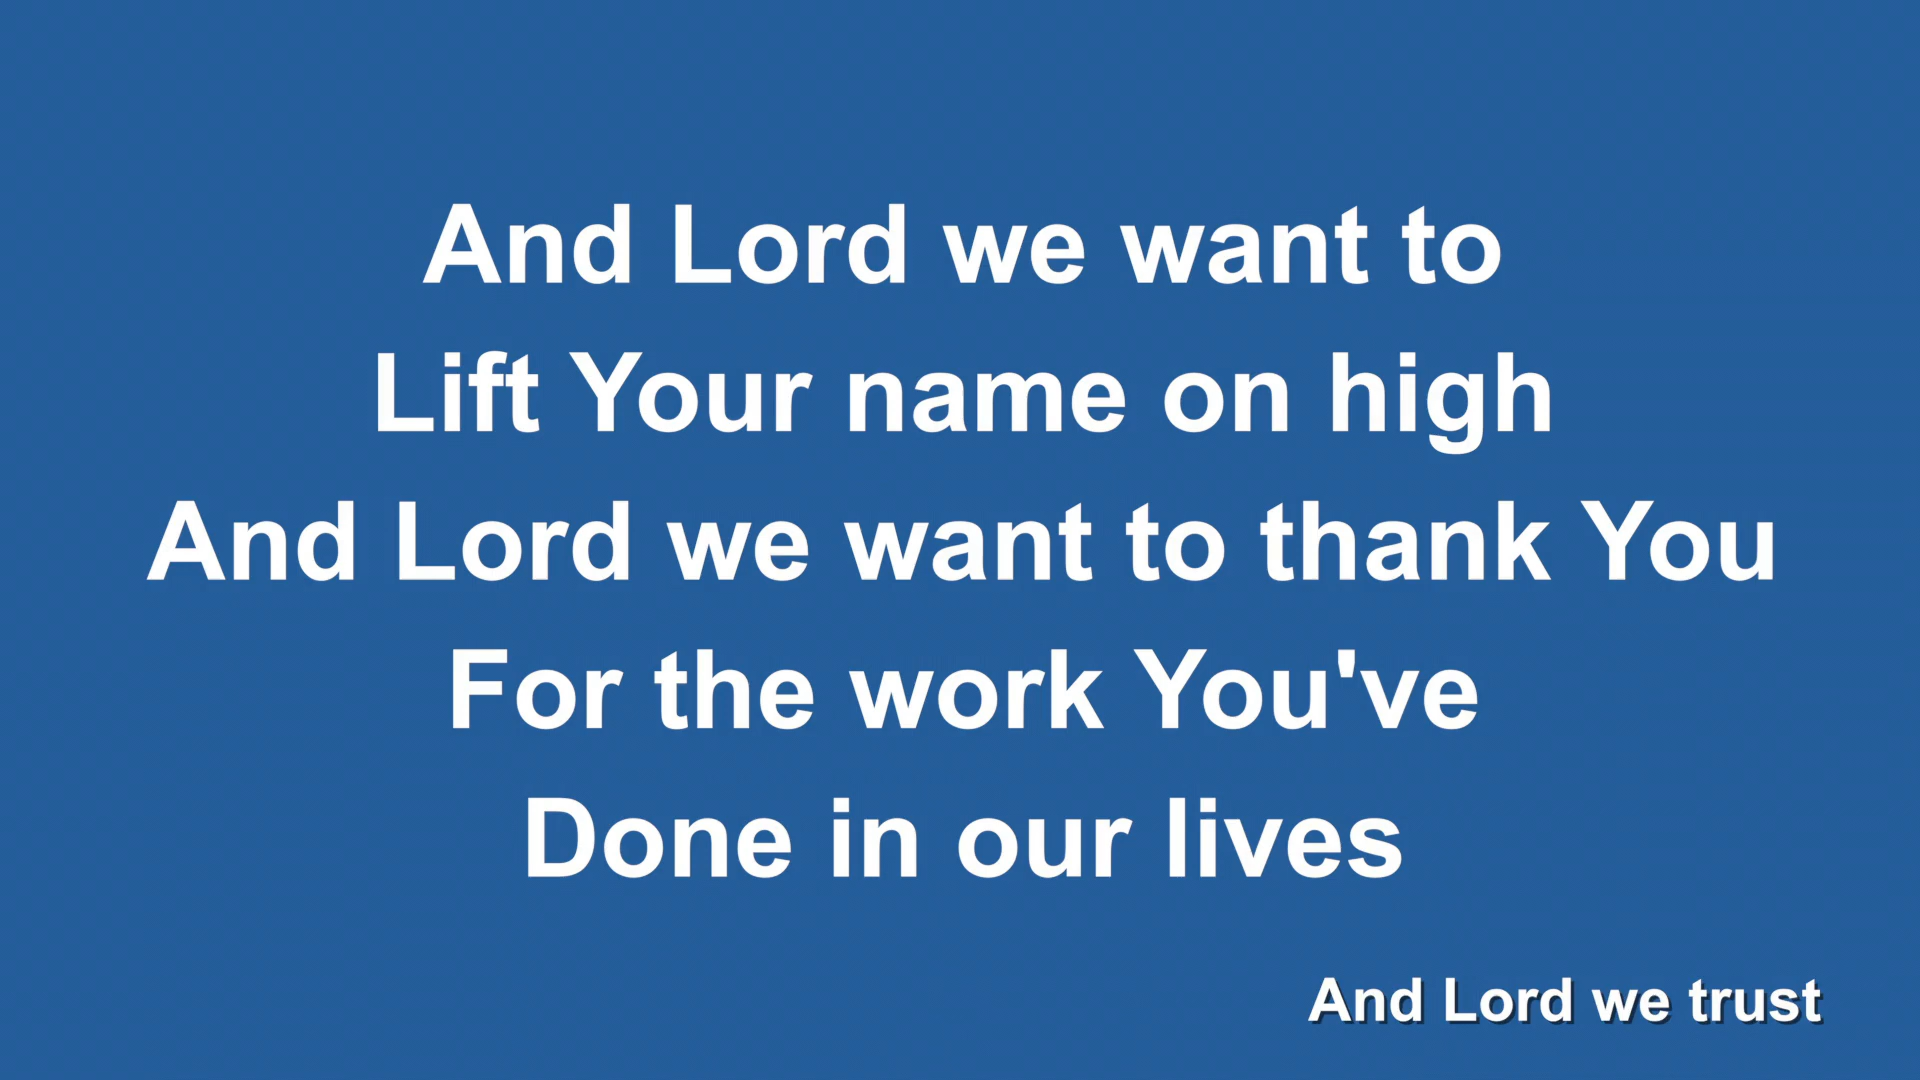 And Lord we want to
Lift Your name on high
And Lord we want to thank You
For the work You've
Done in our lives
And Lord we trust